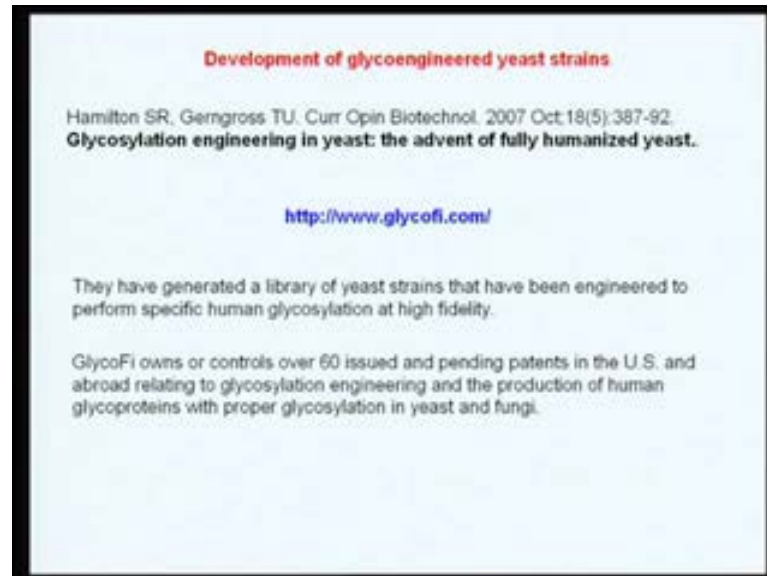 Development of glycoengineered yeast strains
Hamilton SR, Gerngross TU. Curr Opin Biotechnol. 2007 Oct;18(5):387-92.
Glycosylation engineering in yeast: the advent of fully humanized yeast.
http://www.glycofi.com/
They have generated a library of yeast strains that have been engineered to
perform specific human glycosylation at high fidelity.
GlycoFi owns or controls over 60 issued and pending patents in the U.S. and
abroad relating to glycosylation engineering and the production of human
glycoproteins with proper glycosylation in yeast and fungi.